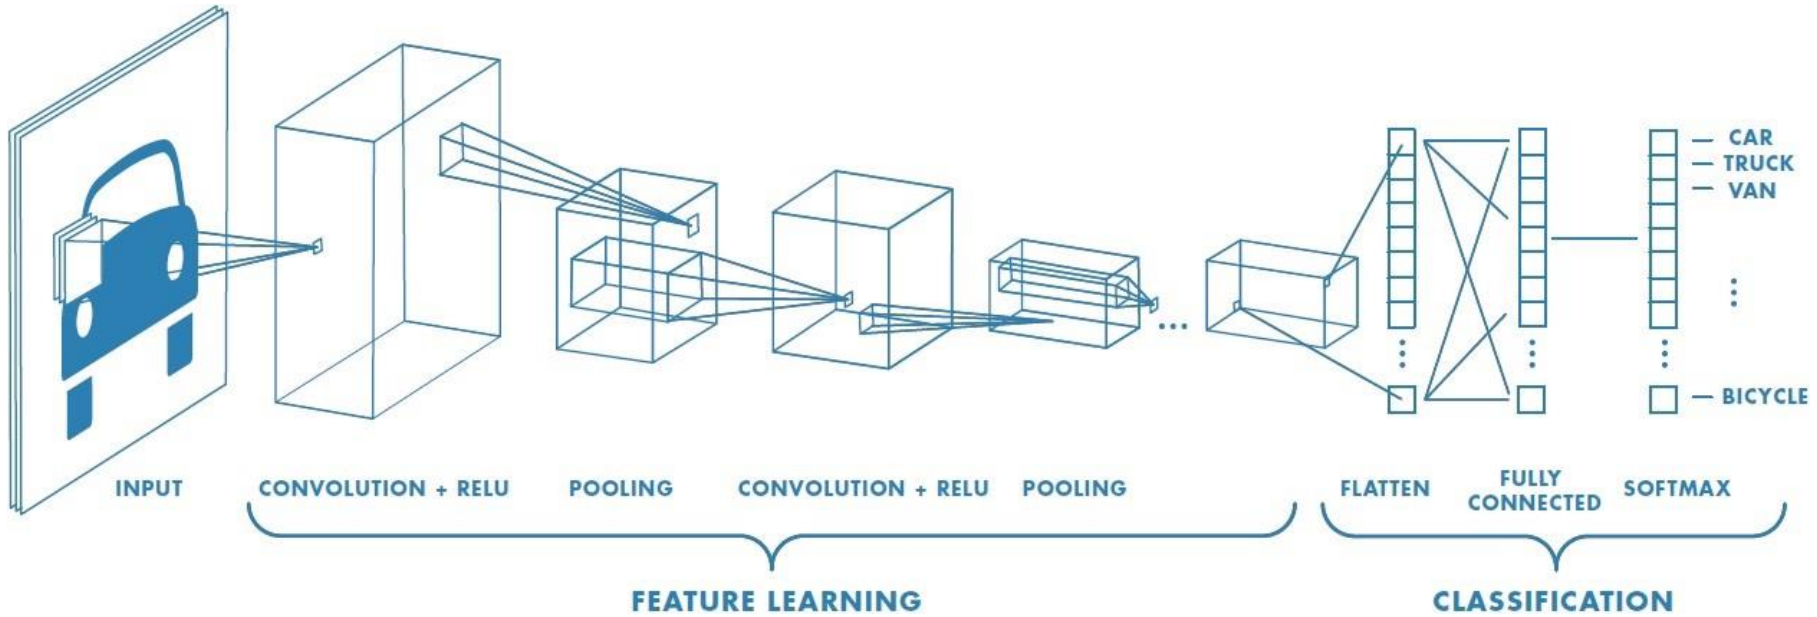 CAR
TRUCK
VAN
BICYCLE
INPUT
CONVOLUTION + RELU
POOLING
CONVOLUTION + RELU
POOLING
FLATTEN
FULLY
CONNECTED
SOFTMAX
FEATURE LEARNING
CLASSIFICATION